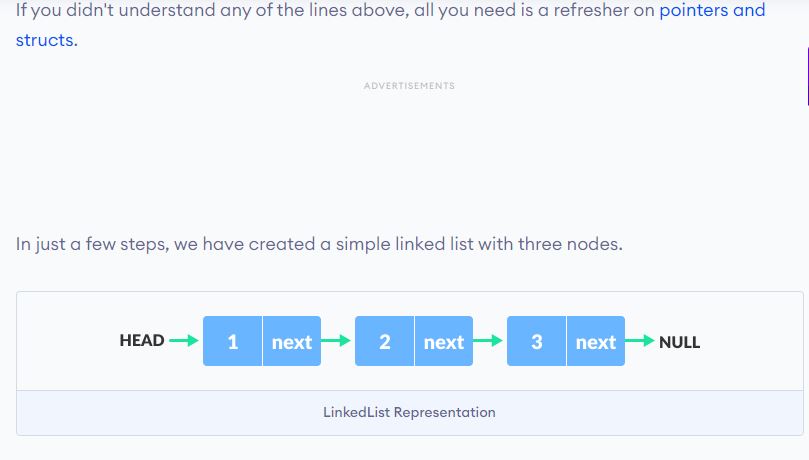 If you didn't understand any of the lines above, all you need is a refresher on pointers and
structs.
ADVERTISEMENTS
In just a few steps, we have created a simple linked list with three nodes.
HEAD 1 next 2 next 3 next NULL
LinkedList Representation